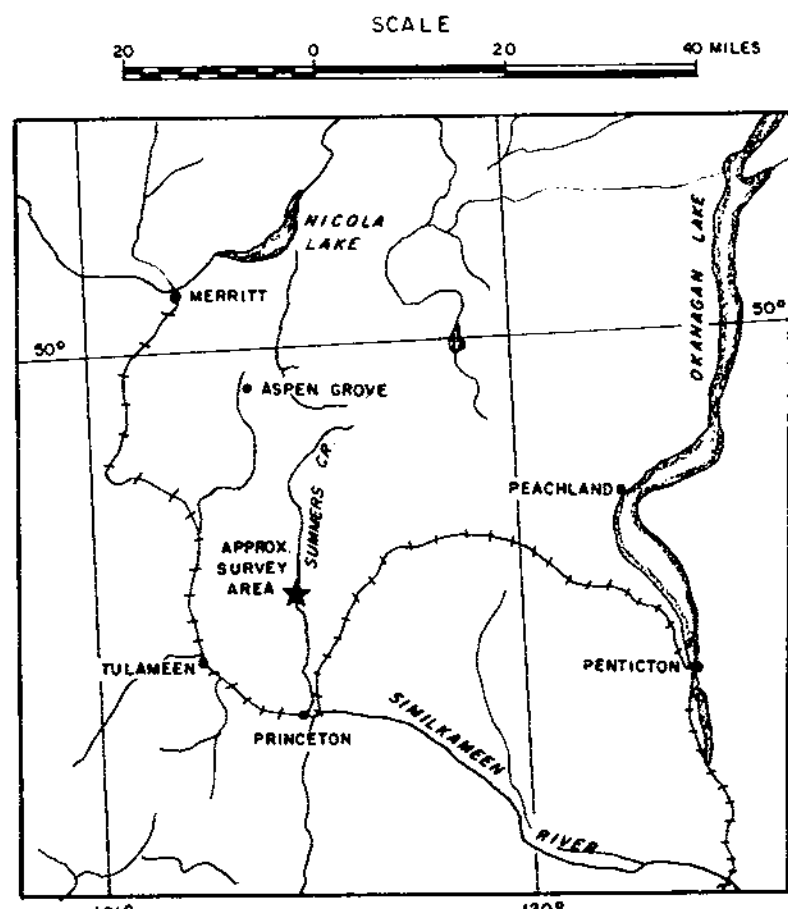 SCALE
20 0 20 40 MILES
NICOLA
LAKE
OKANAGAN LAKE
MERRITT
50°
50°
ASPEN GROVE
SUMMERS CR.
PEACHLAND
APPROX.
SURVEY
AREA
TULAMEEN
PENTICTON
PRINCETON
SIMILKAMEEN
RIVER